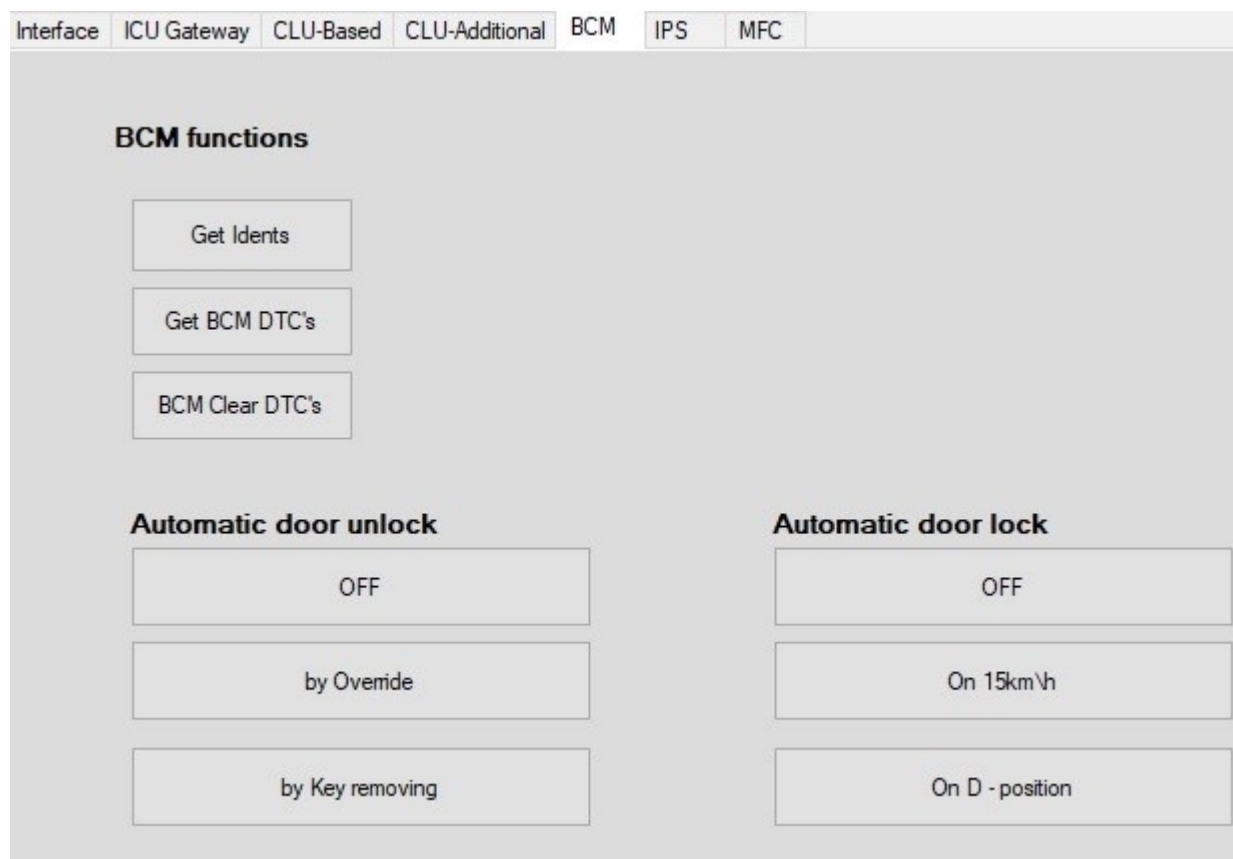 Interface ICU Gateway CLU-Based CLU-Additional BCM IPS MFC
BCM functions
Get Idents
Get BCM DTC's
BCM Clear DTC's
Automatic door unlock Automatic door lock
OFF OFF
by Override On 15km\h
by Key removing On D - position